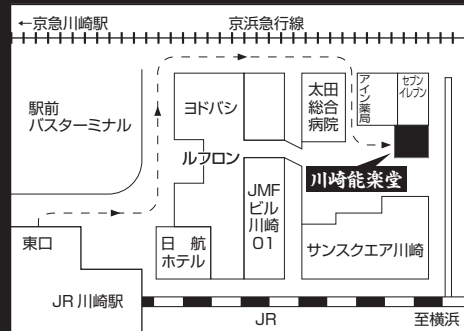 ←京急川崎駅
京浜急行線
駅前
バスターミナル
ヨドバシ
太田
総合
病院
アイン薬局
セブン
イレブン
ルフロン
川崎能楽堂
JMF
ビル
川崎
01
東口
日航
ホテル
サンスクエア川崎
JR川崎駅
JR
至横浜